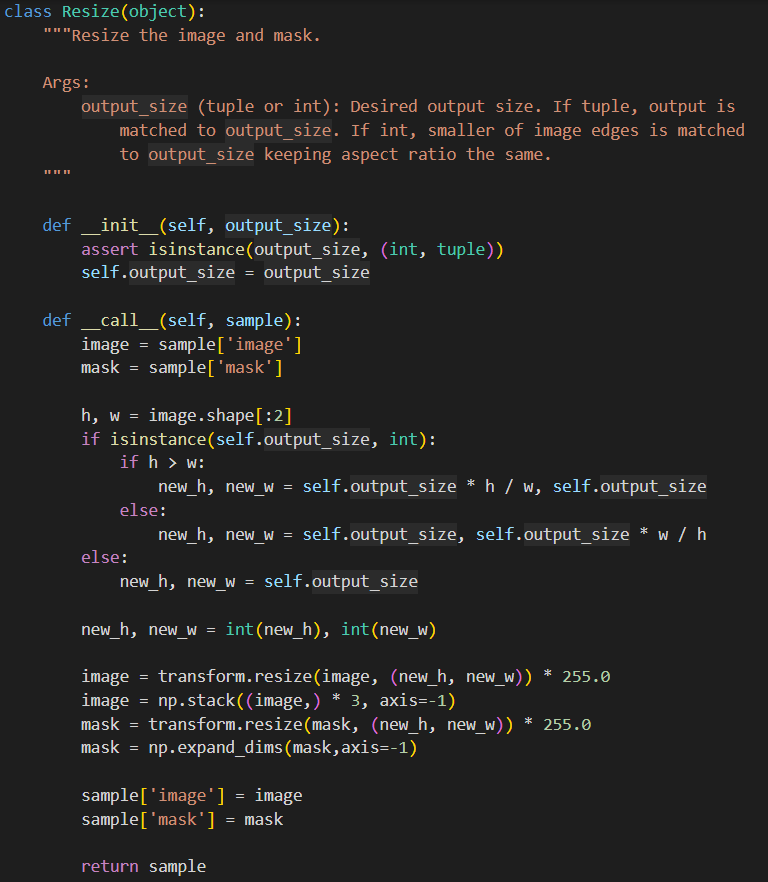 class Resize(object):
    """Resize the image and mask.

    Args:
        output_size (tuple or int): Desired output size. If tuple, output is
            matched to output_size. If int, smaller of image edges is matched
            to output_size keeping aspect ratio the same.
    """

    def __init__(self, output_size):
        assert isinstance(output_size, (int, tuple))
        self.output_size = output_size

    def __call__(self, sample):
        image = sample['image']
        mask = sample['mask']

        h, w = image.shape[:2]
        if isinstance(self.output_size, int):
            if h > w:
                new_h, new_w = self.output_size * h / w, self.output_size
            else:
                new_h, new_w = self.output_size, self.output_size * w / h
        else:
            new_h, new_w = self.output_size

        new_h, new_w = int(new_h), int(new_w)

        image = transform.resize(image, (new_h, new_w)) * 255.0
        image = np.stack((image,) * 3, axis=-1)
        mask = transform.resize(mask, (new_h, new_w)) * 255.0
        mask = np.expand_dims(mask,axis=-1)

        sample['image'] = image
        sample['mask'] = mask

        return sample